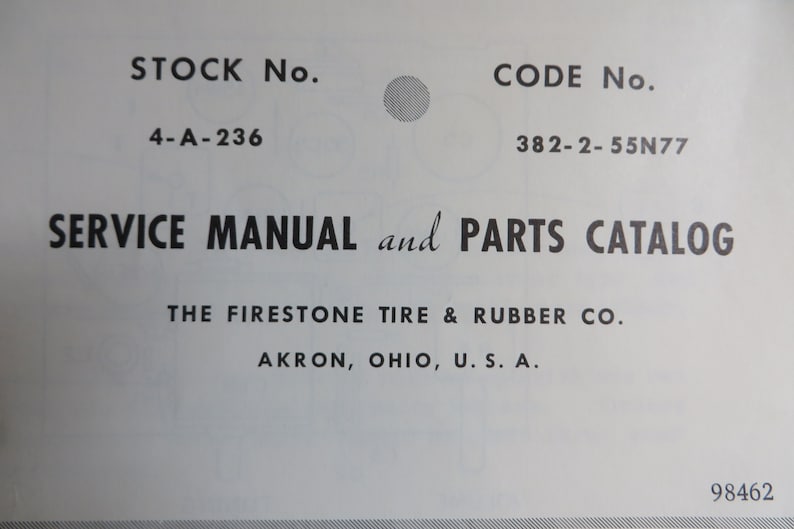 STOCK No. CODE No.
4-A-236 382-2-55N77
SERVICE MANUAL and PARTS CATALOG
THE FIRESTONE TIRE & RUBBER CO.
AKRON, OHIO, U. S. A.
98462